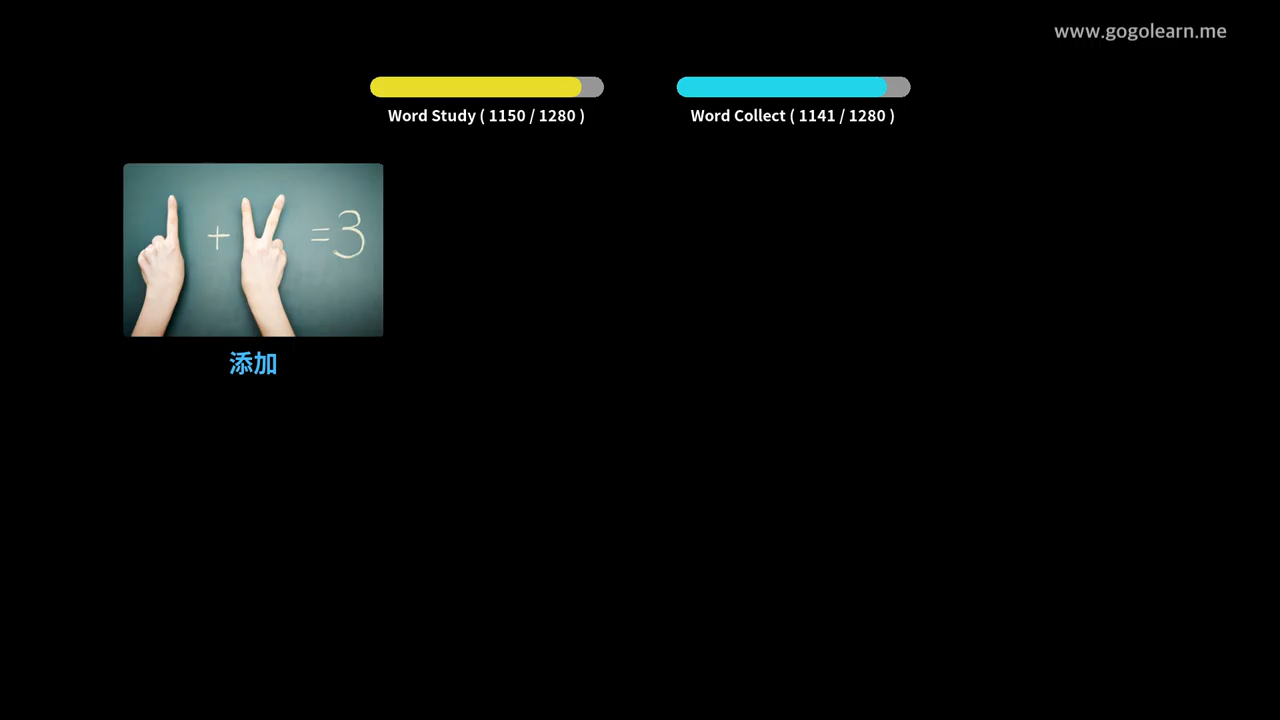 www.gogolearn.me
Word Study ( 1150 / 1280 )
Word Collect ( 1141 / 1280 )
+ =3
添加